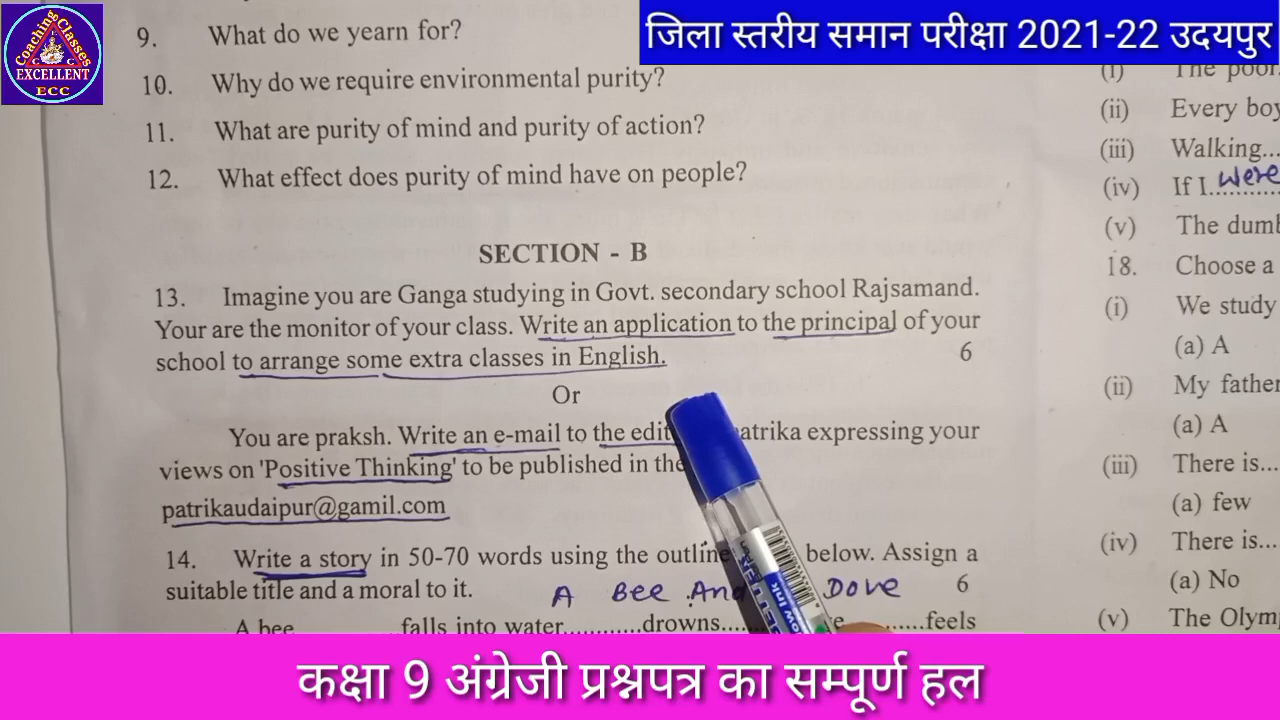 Coaching Classes
C C
EXCELLENT
ECC
जिला स्तरीय समान परीक्षा 2021-22 उदयपुर
9. What do we yearn for?
10. Why do we require environmental purity?
11. What are purity of mind and purity of action?
12. What effect does purity of mind have on people?
SECTION - B
13. Imagine you are Ganga studying in Govt. secondary school Rajsamand.
Your are the monitor of your class. Write an application to the principal of your
school to arrange some extra classes in English. 6
Or
You are praksh. Write an e-mail to the edit atrika expressing your
views on 'Positive Thinking' to be published in the
patrikaudaipur@gamil.com
14. Write a story in 50-70 words using the outline below. Assign a
suitable title and a moral to it. 6
A Bee And Dove
A bee falls into water............drowns...... feels
(i) The poor
(ii) Every boy
(iii) Walking...
(iv) If I were
(v) The dumb
18. Choose a
(i) We study
(a) A
(ii) My father
(a) A
(iii) There is...
(a) few
(iv) There is...
(a) No
(v) The Olym
कक्षा 9 अंग्रेजी प्रश्नपत्र का सम्पूर्ण हल